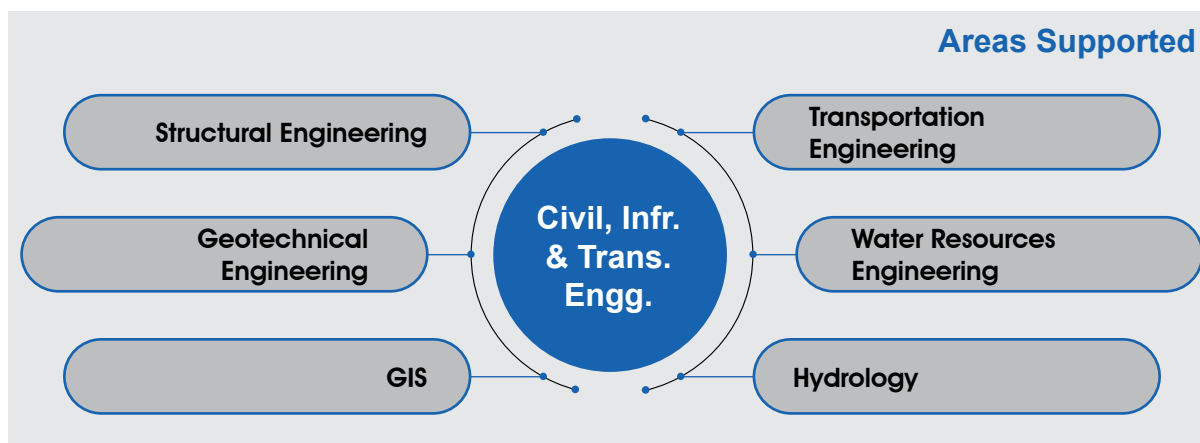 Areas Supported
Structural Engineering
Geotechnical
Engineering
GIS
Civil, Infr.
& Trans.
Engg.
Transportation
Engineering
Water Resources
Engineering
Hydrology